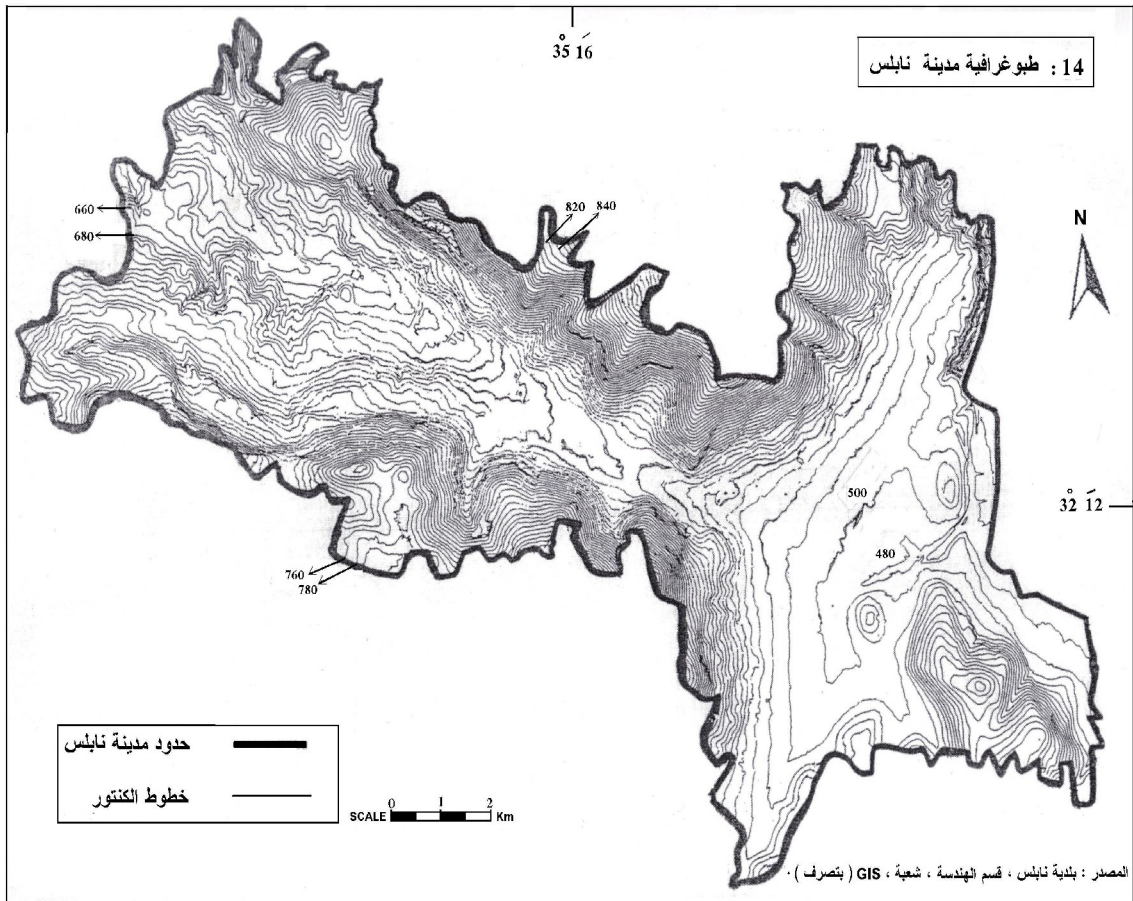 35° 16̄
14 : طبوغرافية مدينة نابلس
660
680
820
840
N
500
32° 12̄
480
760
780
حدود مدينة نابلس
خطوط الكنتور
SCALE 0 1 2 Km
المصدر : بلدية نابلس ، قسم الهندسة ، شعبة ، GIS ( بتصرف ) .